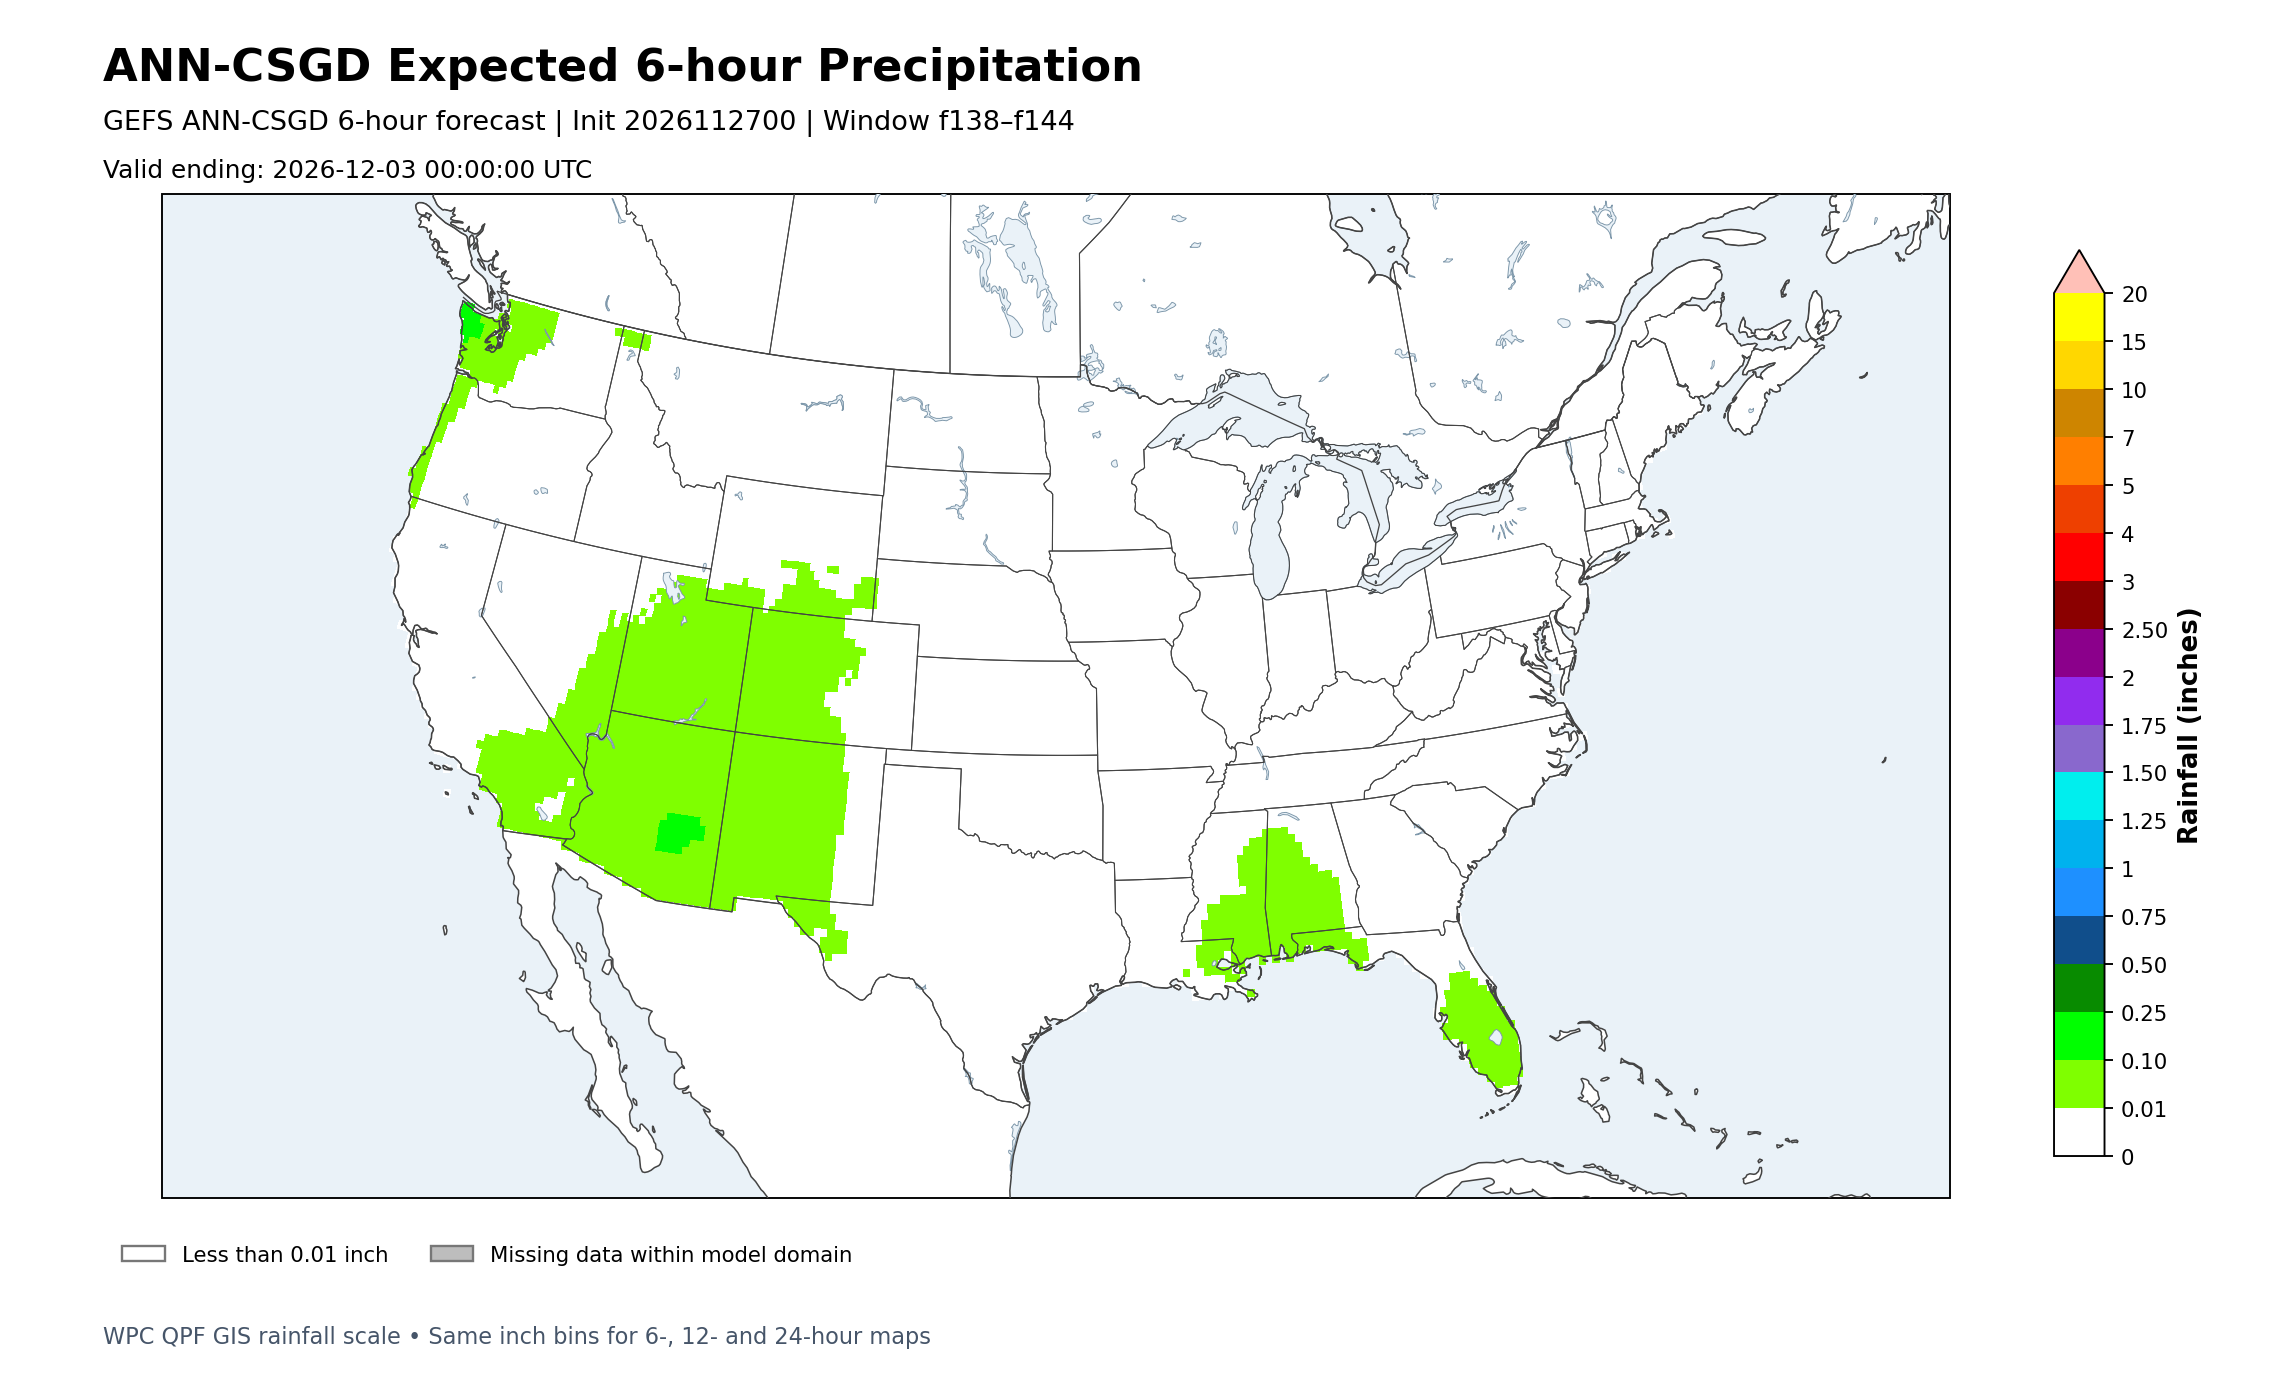 ANN-CSGD Expected 6-hour Precipitation
GEFS ANN-CSGD 6-hour forecast | Init 2026112700 | Window f138–f144
Valid ending: 2026-12-03 00:00:00 UTC
20
15
10
7
5
4
3
2.50
2
1.75
1.50
1.25
1
0.75
0.50
0.25
0.10
0.01
0
Rainfall (inches)
Less than 0.01 inch
Missing data within model domain
WPC QPF GIS rainfall scale • Same inch bins for 6-, 12- and 24-hour maps